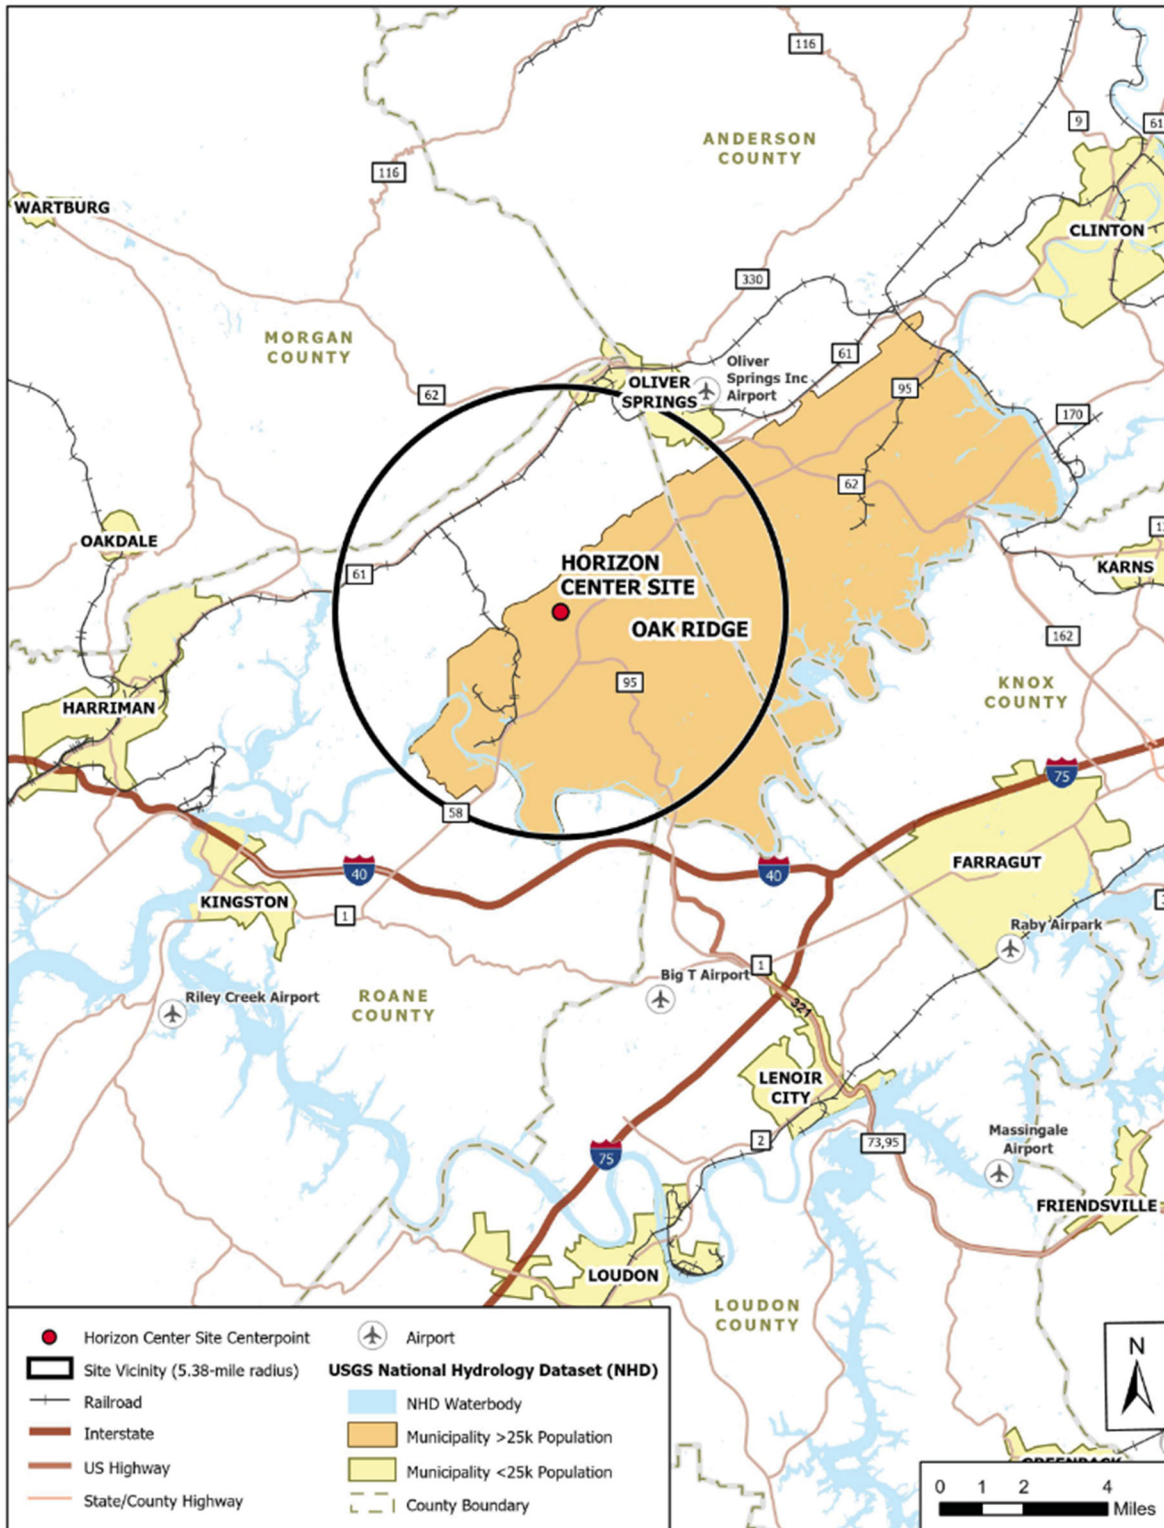 116
ANDERSON
COUNTY
9
61
116
WARTBURG
CLINTON
330
MORGAN
COUNTY
61
Oliver
Springs Inc
Airport
OLIVER
SPRINGS
62
95
170
62
OAKDALE
61
HORIZON
CENTER SITE
KARNS
OAK RIDGE
162
95
KNOX
COUNTY
HARRIMAN
75
58
40
40
FARRAGUT
KINGSTON
1
Raby Airpark
1
Big T Airport
Riley Creek Airport
ROANE
COUNTY
321
LENOIR
CITY
2
73,95
Massingale
Airport
75
FRIENDSVILLE
LOUDON
LOUDON
COUNTY
Horizon Center Site Centerpoint
Airport
Site Vicinity (5.38-mile radius)
USGS National Hydrology Dataset (NHD)
Railroad
NHD Waterbody
Interstate
Municipality >25k Population
US Highway
Municipality <25k Population
State/County Highway
County Boundary
N
0 1 2 4
Miles